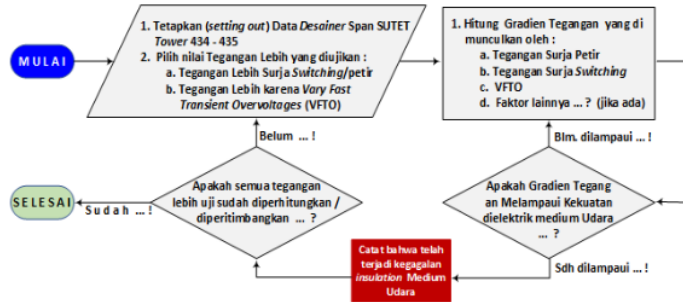 MULAI
1. Tetapkan (setting out) Data Desainer Span SUTET
Tower 434 - 435
2. Pilih nilai Tegangan Lebih yang diujikan :
a. Tegangan Lebih Surja Switching/petir
b. Tegangan Lebih karena Vary Fast
Transient Overvoltages (VFTO)
1. Hitung Gradien Tegangan yang di
munculkan oleh :
a. Tegangan Surja Petir
b. Tegangan Surja Switching
c. VFTO
d. Faktor lainnya ... ? (jika ada)
Belum ... !
Blm. dilampaui ... !
SELESAI
Sudah ... !
Apakah semua tegangan
lebih uji sudah diperhitungkan /
diperitimbangkan ... ?
Apakah Gradien Tegang
an Melampaui Kekuatan
dielektrik medium Udara
... ?
Catat bahwa telah
terjadi kegagalan
insulation Medium
Udara
Sdh dilampaui ... !